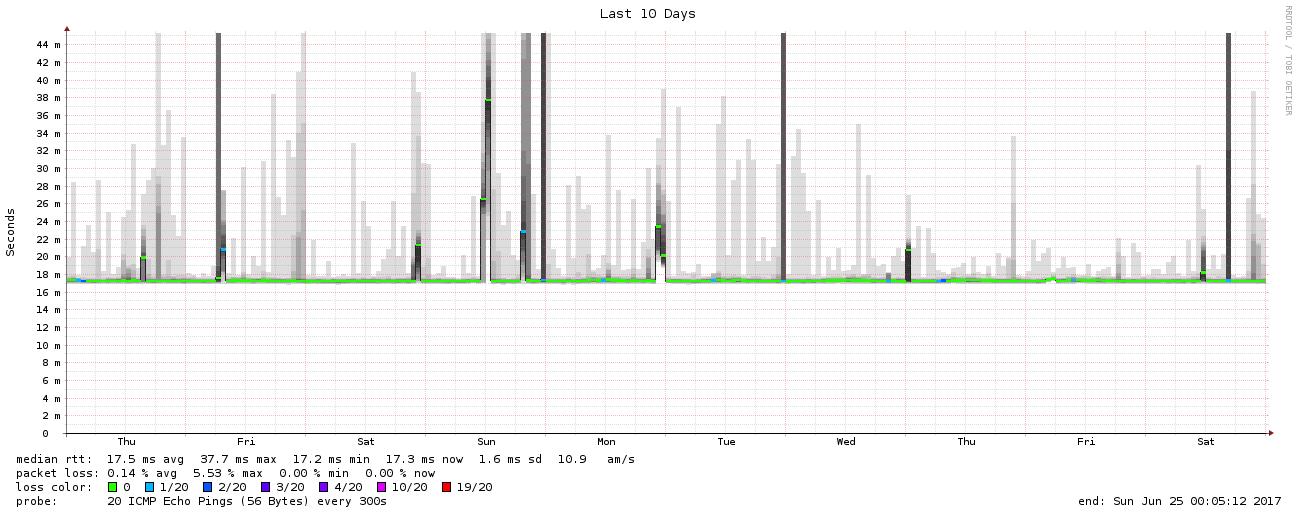 Last 10 Days
RRDTOOL / TOBI OETIKER
Seconds
44 m
42 m
40 m
38 m
36 m
34 m
32 m
30 m
28 m
26 m
24 m
22 m
20 m
18 m
16 m
14 m
12 m
10 m
8 m
6 m
4 m
2 m
0
Thu Fri Sat Sun Mon Tue Wed Thu Fri Sat
median rtt: 17.5 ms avg 37.7 ms max 17.2 ms min 17.3 ms now 1.6 ms sd 10.9 am/s
packet loss: 0.14 % avg 5.53 % max 0.00 % min 0.00 % now
loss color: 0 1/20 2/20 3/20 4/20 10/20 19/20
probe: 20 ICMP Echo Pings (56 Bytes) every 300s end: Sun Jun 25 00:05:12 2017